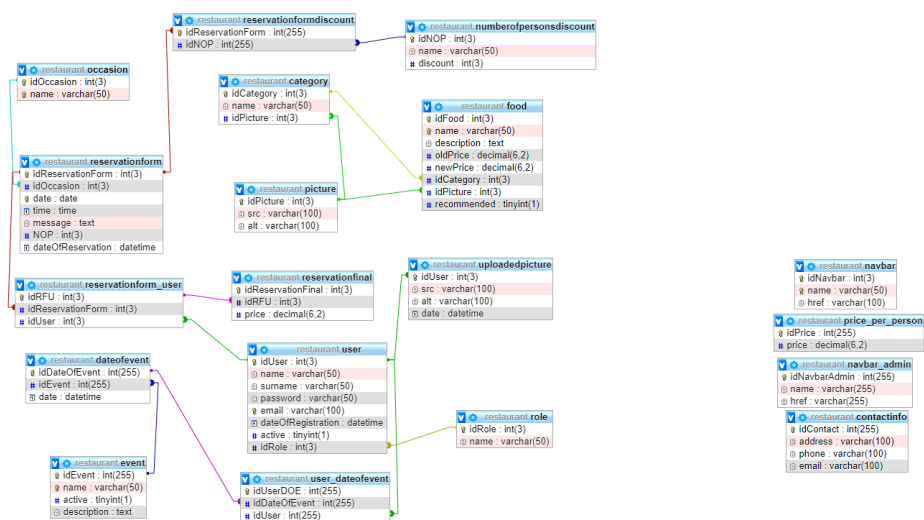 restaurant reservationformdiscount
idReservationForm : int(255)
idNOP : int(255)
restaurant numberofpersonsdiscount
idNOP : int(3)
name : varchar(50)
discount : int(3)
restaurant occasion
idOccasion : int(3)
name : varchar(50)
restaurant category
idCategory : int(3)
name : varchar(50)
idPicture : int(3)
restaurant food
idFood : int(3)
name : varchar(50)
description : text
oldPrice : decimal(6,2)
newPrice : decimal(6,2)
idCategory : int(3)
idPicture : int(3)
recommended : tinyint(1)
restaurant reservationform
idReservationForm : int(3)
idOccasion : int(3)
date : date
time : time
message : text
NOP : int(3)
dateOfReservation : datetime
restaurant picture
idPicture : int(3)
src : varchar(100)
alt : varchar(100)
restaurant reservationform_user
idRFU : int(3)
idReservationForm : int(3)
idUser : int(3)
restaurant reservationfinal
idReservationFinal : int(3)
idRFU : int(3)
price : decimal(6,2)
restaurant uploadedpicture
idUser : int(3)
src : varchar(100)
alt : varchar(100)
date : datetime
restaurant navbar
idNavbar : int(3)
name : varchar(50)
href : varchar(100)
restaurant price_per_person
idPrice : int(255)
price : decimal(6,2)
restaurant dateofevent
idDateOfEvent : int(255)
idEvent : int(255)
date : datetime
restaurant user
idUser : int(3)
name : varchar(50)
surname : varchar(50)
password : varchar(50)
email : varchar(100)
dateOfRegistration : datetime
active : tinyint(1)
idRole : int(3)
restaurant navbar_admin
idNavbarAdmin : int(255)
name : varchar(255)
href : varchar(255)
restaurant role
idRole : int(3)
name : varchar(50)
restaurant contactinfo
idContact : int(255)
address : varchar(100)
phone : varchar(100)
email : varchar(100)
restaurant event
idEvent : int(255)
name : varchar(50)
active : tinyint(1)
description : text
restaurant user_dateofevent
idUserDOE : int(255)
idDateOfEvent : int(255)
idUser : int(255)